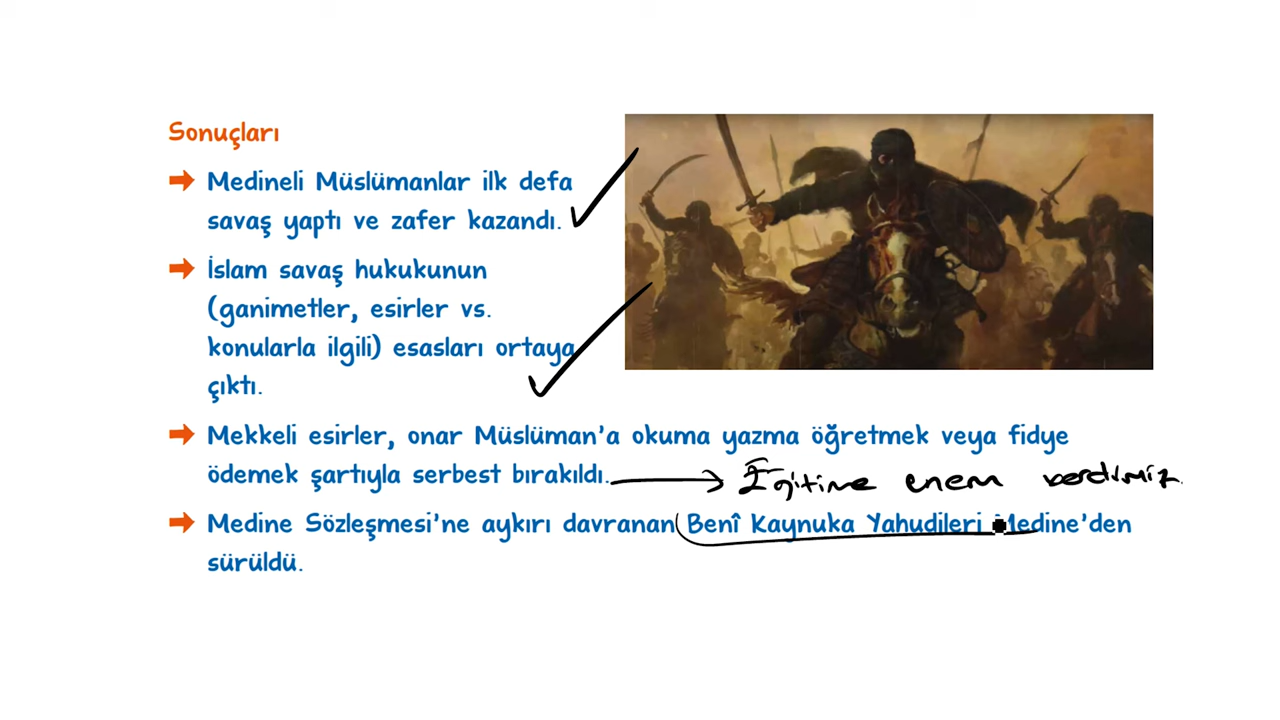 Sonuçları
Medineli Müslümanlar ilk defa
savaş yaptı ve zafer kazandı.
İslam savaş hukukunun
(ganimetler, esirler vs.
konularla ilgili) esasları ortaya
çıktı.
Mekkeli esirler, onar Müslüman'a okuma yazma öğretmek veya fidye
ödemek şartıyla serbest bırakıldı.
Eğitime önem
Medine Sözleşmesi'ne aykırı davranan Benî Kaynuka Yahudileri Medine'den
sürüldü.